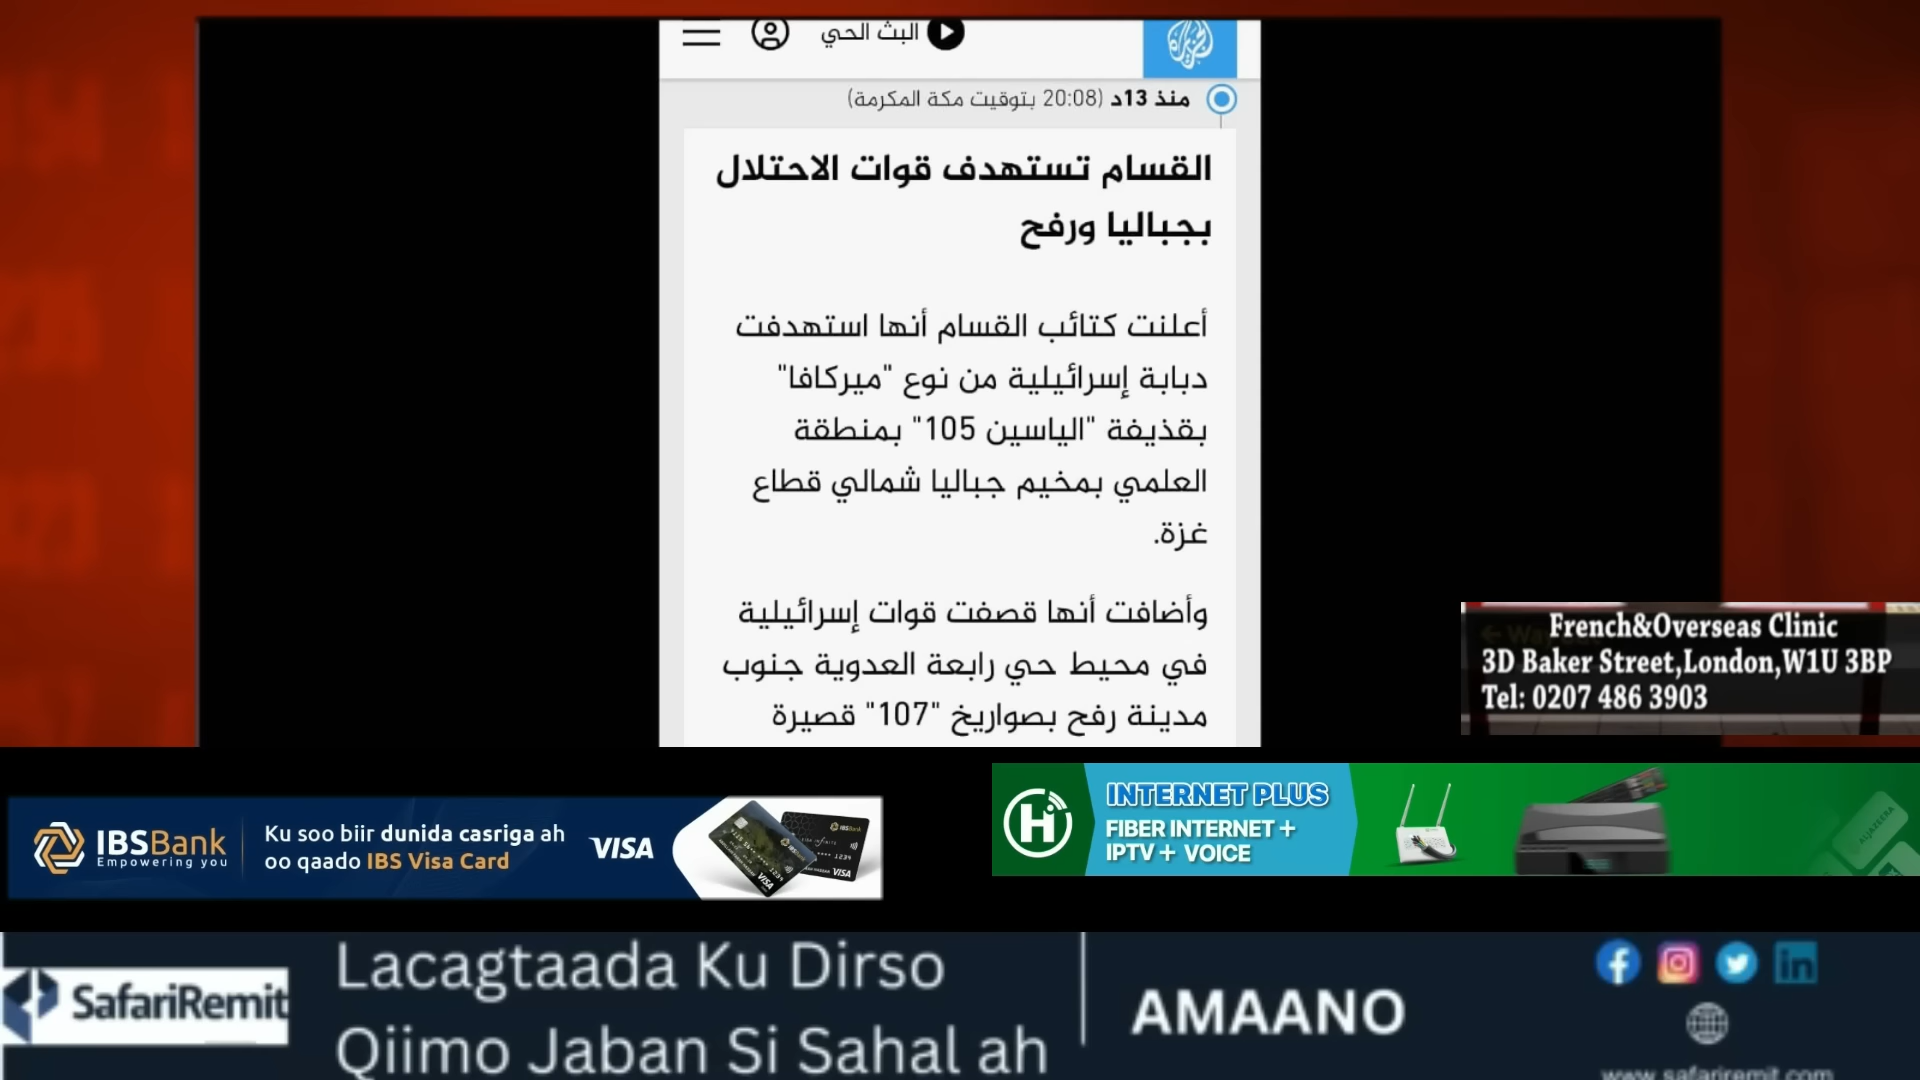 البث الحي
منذ 13د (20:08 بتوقيت مكة المكرمة)
القسام تستهدف قوات الاحتلال
بجباليا ورفح
أعلنت كتائب القسام أنها استهدفت
دبابة إسرائيلية من نوع "ميركافا"
بقذيفة "الياسين 105" بمنطقة
العلمي بمخيم جباليا شمالي قطاع
غزة.
وأضافت أنها قصفت قوات إسرائيلية
في محيط حي رابعة العدوية جنوب
مدينة رفح بصواريخ "107" قصيرة
French&Overseas Clinic
3D Baker Street,London,W1U 3BP
Tel: 0207 486 3903
IBSBank
Empowering you
Ku soo biir dunida casriga ah
oo qaado IBS Visa Card
VISA
INTERNET PLUS
FIBER INTERNET +
IPTV + VOICE
SafariRemit
Lacagtaada Ku Dirso
Qiimo Jaban Si Sahal ah
AMAANO
www.safariremit.com